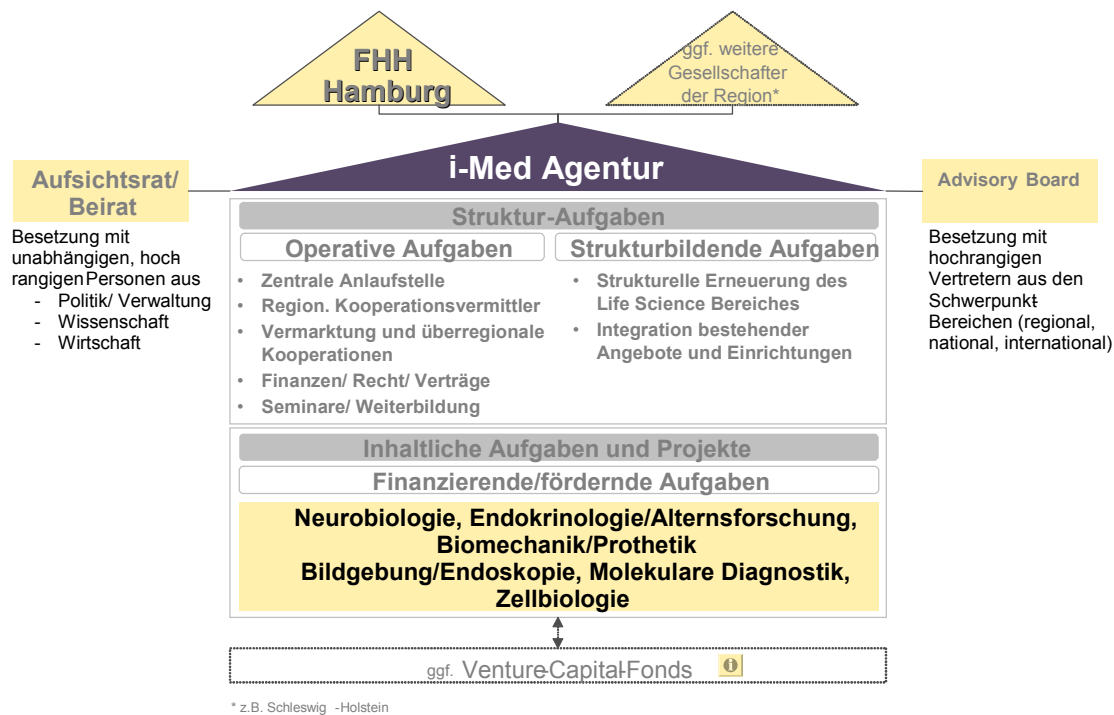 FHH
Hamburg
ggf. weitere
Gesellschafter
der Region*
i-Med Agentur
Aufsichtsrat/
Beirat
Besetzung mit
unabhängigen, hoch-
rangigen Personen aus
- Politik/ Verwaltung
- Wissenschaft
- Wirtschaft
Advisory Board
Besetzung mit
hochrangigen
Vertretern aus den
Schwerpunkt-
Bereichen (regional,
national, international)
Struktur-Aufgaben
Operative Aufgaben
• Zentrale Anlaufstelle
• Region. Kooperationsvermittler
• Vermarktung und überregionale
Kooperationen
• Finanzen/ Recht/ Verträge
• Seminare/ Weiterbildung
Strukturbildende Aufgaben
• Strukturelle Erneuerung des
Life Science Bereiches
• Integration bestehender
Angebote und Einrichtungen
Inhaltliche Aufgaben und Projekte
Finanzierende/fördernde Aufgaben
Neurobiologie, Endokrinologie/Alternsforschung,
Biomechanik/Prothetik
Bildgebung/Endoskopie, Molekulare Diagnostik,
Zellbiologie
ggf. Venture-Capital-Fonds
* z.B. Schleswig -Holstein